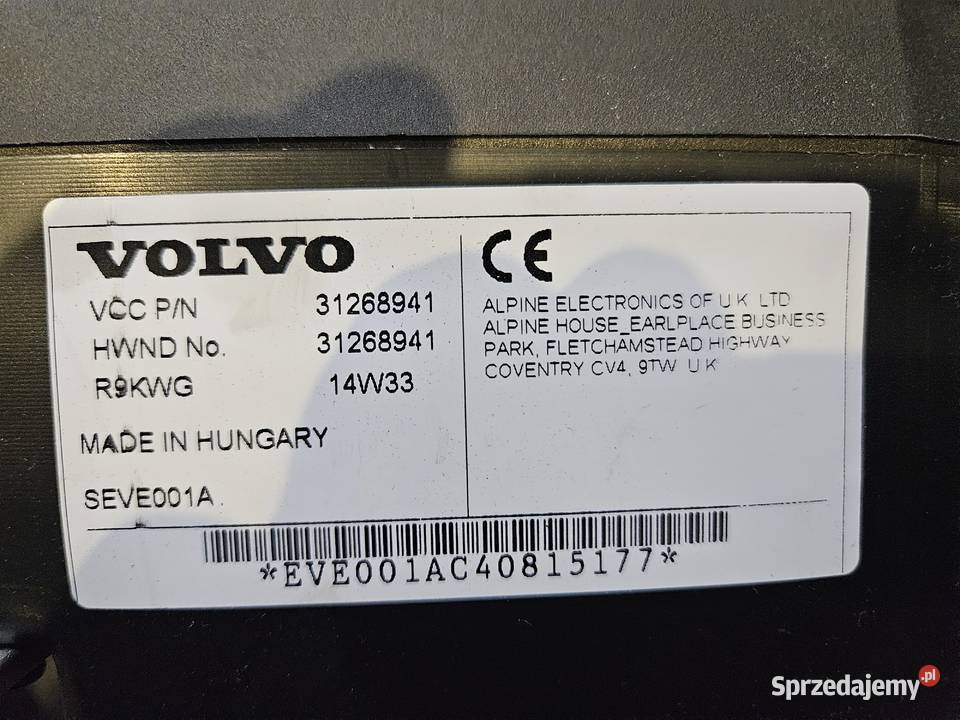 VOLVO
VCC P/N 31268941
HWND No. 31268941
R9KWG 14W33
MADE IN HUNGARY
SEVE001A
CE
ALPINE ELECTRONICS OF U K LTD
ALPINE HOUSE_EARLPLACE BUSINESS
PARK, FLETCHAMSTEAD HIGHWAY
COVENTRY CV4, 9TW U K
*EVE001AC40815177*
Sprzedajemy.pl